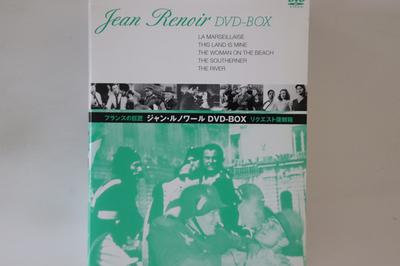 DVD
Jean Renoir DVD-BOX
LA MARSEILLAISE
THIS LAND IS MINE
THE WOMAN ON THE BEACH
THE SOUTHERNER
THE RIVER
フランスの巨匠 ジャン・ルノワール DVD-BOX リクエスト復刻箱